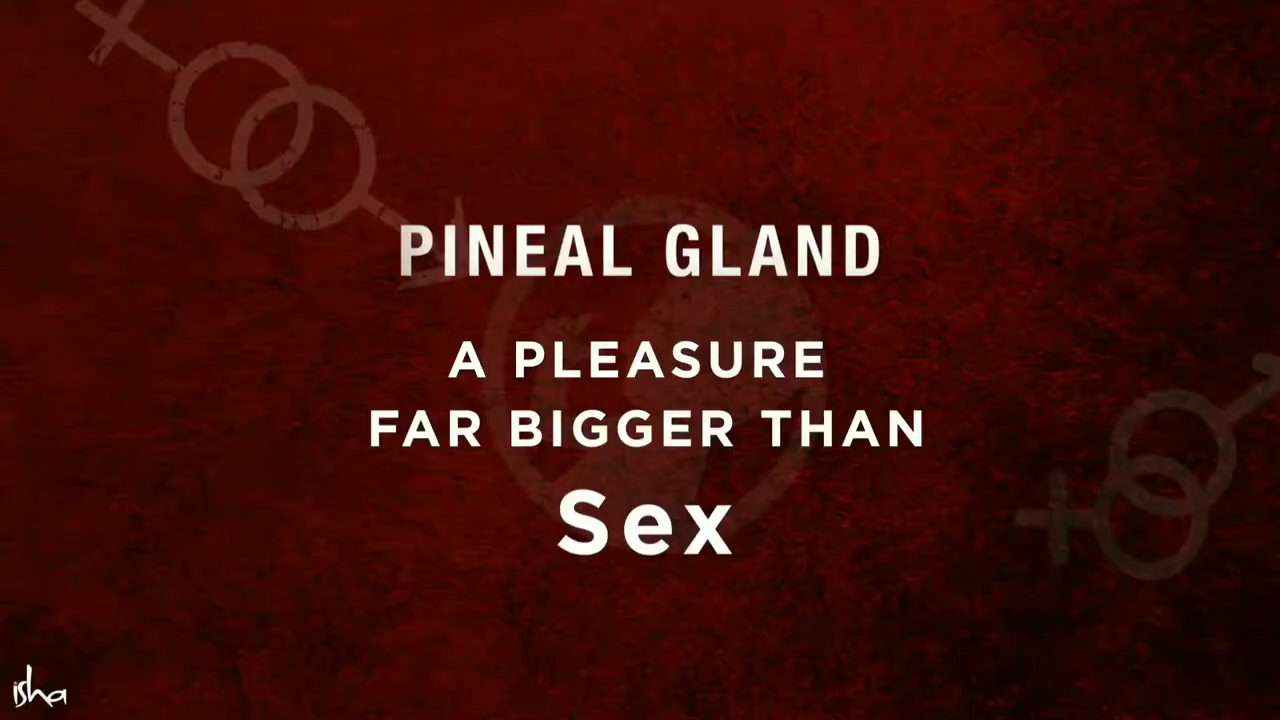 PINEAL GLAND
A PLEASURE
FAR BIGGER THAN
Sex
isha